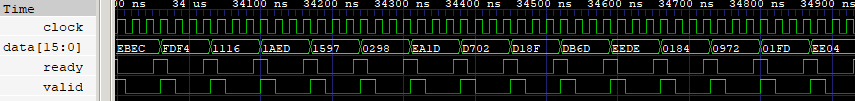 Time 00 ns 34 us 34100 ns 34200 ns 34300 ns 34400 ns 34500 ns 34600 ns 34700 ns 34800 ns 34900 ns
clock
data[15:0] EBEC FDF4 1116 1AED 1597 0298 EA1D D702 D18F DB6D EEDE 0184 0972 01FD EE04
ready
valid